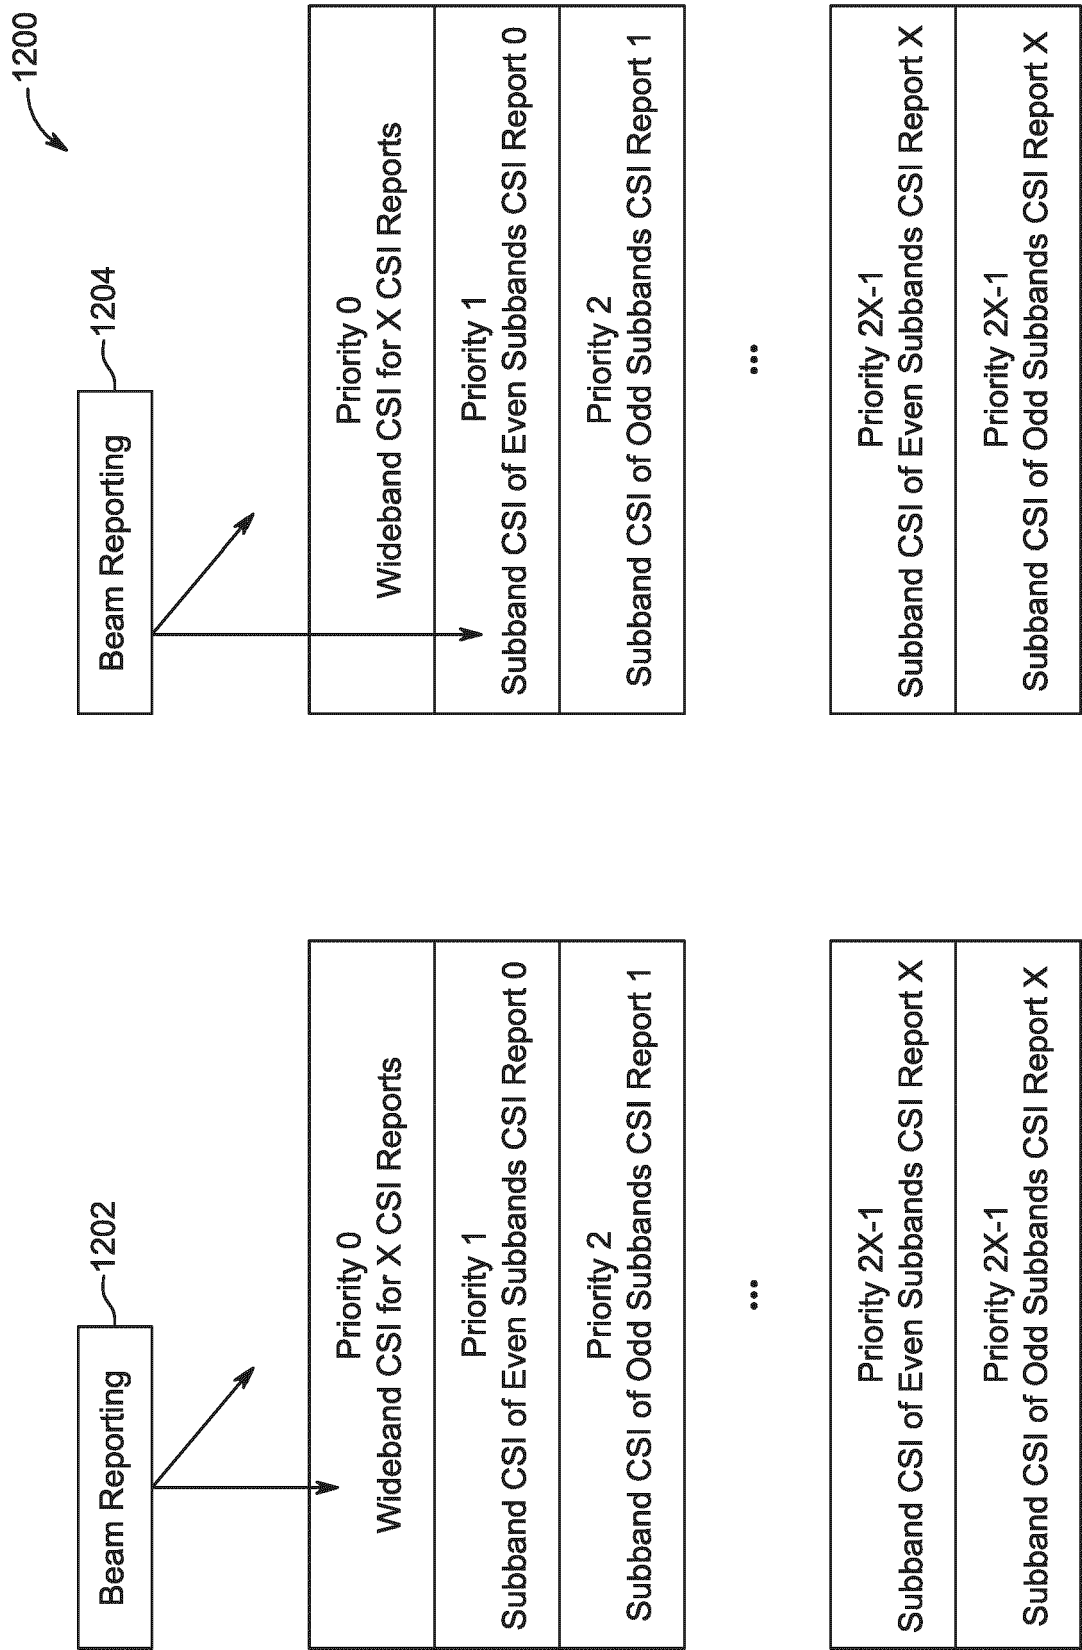 1200
Beam Reporting
1202
Priority 0
Wideband CSI for X CSI Reports
Priority 1
Subband CSI of Even Subbands CSI Report 0
Priority 2
Subband CSI of Odd Subbands CSI Report 1
...
Priority 2X-1
Subband CSI of Even Subbands CSI Report X
Priority 2X-1
Subband CSI of Odd Subbands CSI Report X
Beam Reporting
1204
Priority 0
Wideband CSI for X CSI Reports
Priority 1
Subband CSI of Even Subbands CSI Report 0
Priority 2
Subband CSI of Odd Subbands CSI Report 1
...
Priority 2X-1
Subband CSI of Even Subbands CSI Report X
Priority 2X-1
Subband CSI of Odd Subbands CSI Report X